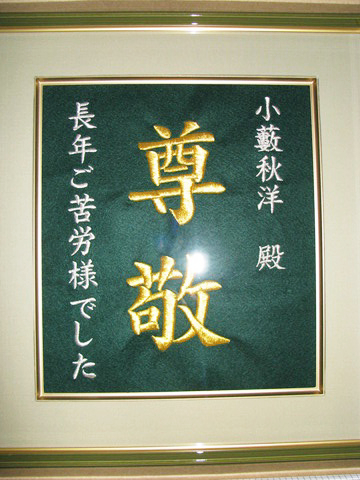 小藪秋洋 殿
尊敬
長年ご苦労様でした